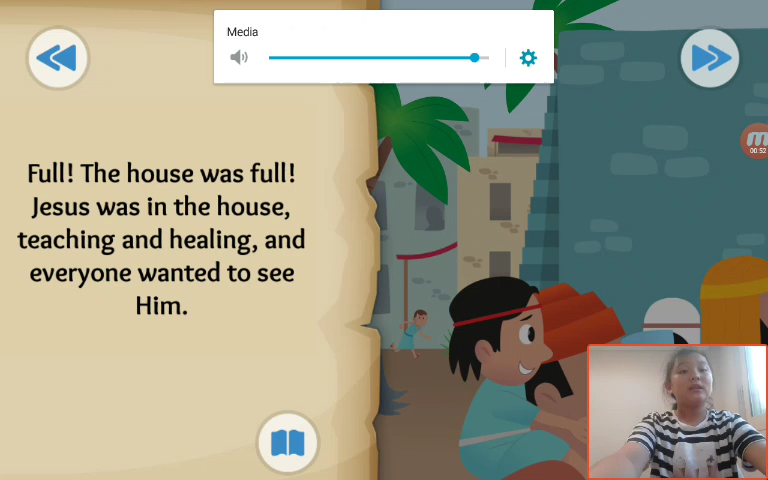 Media
00:52
Full! The house was full!
Jesus was in the house,
teaching and healing, and
everyone wanted to see
Him.